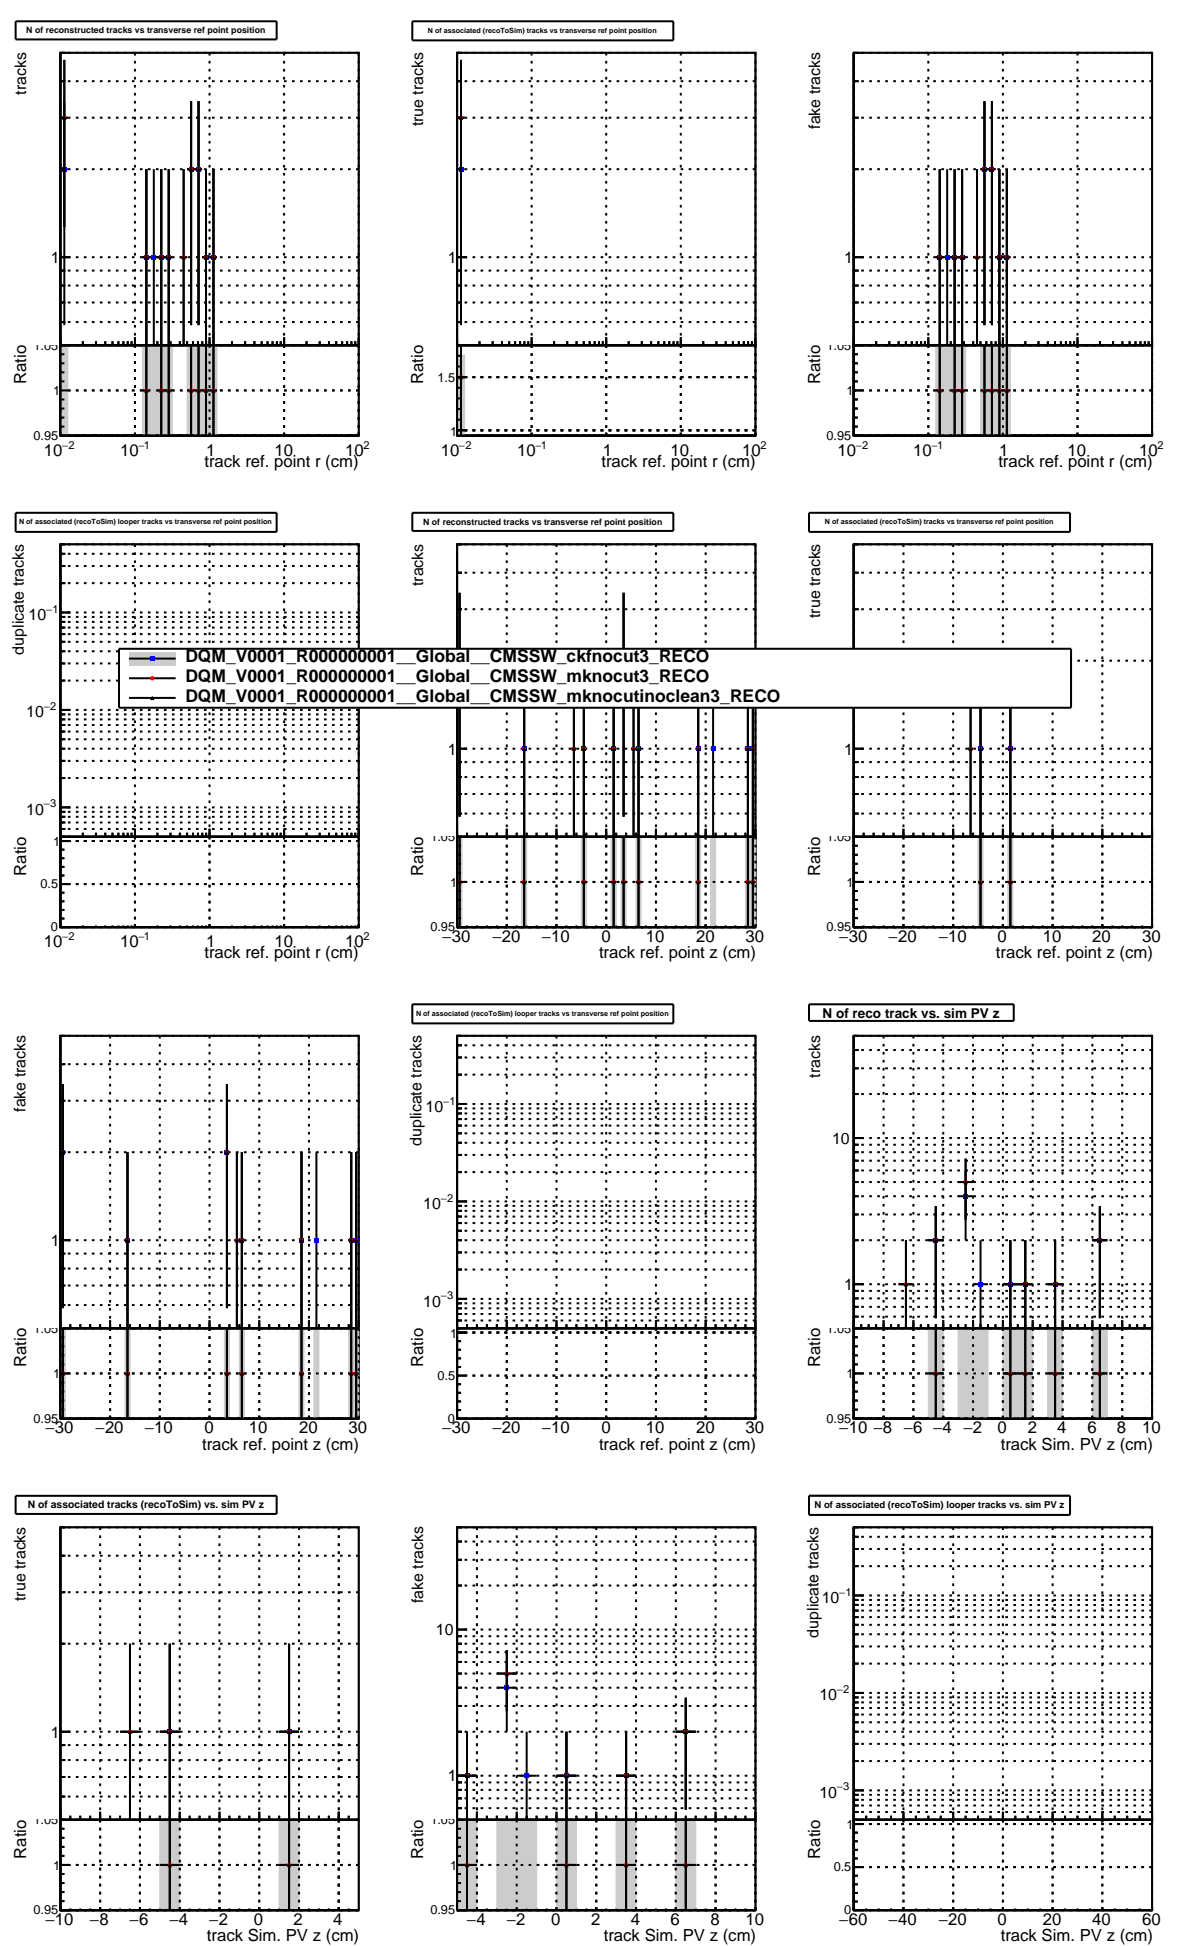 N of reconstructed tracks vs transverse ref point position
tracks
1
Ratio
1.05
1
0.95
10−2 10−1 1 10 102
track ref. point r (cm)
N of associated (recoToSim) tracks vs transverse ref point position
true tracks
1
Ratio
1.5
1
10−2 10−1 1 10 102
track ref. point r (cm)
fake tracks
1
Ratio
1.05
1
0.95
10−2 10−1 1 10 102
track ref. point r (cm)
N of associated (recoToSim) looper tracks vs transverse ref point position
duplicate tracks
10−1
10−2
10−3
Ratio
1
0.5
0
10−2 10−1 1 10 102
track ref. point r (cm)
N of reconstructed tracks vs transverse ref point position
tracks
1
Ratio
1.05
1
0.95
−30 −20 −10 0 10 20 30
track ref. point z (cm)
N of associated (recoToSim) tracks vs transverse ref point position
true tracks
1
Ratio
1.05
1
0.95
−30 −20 −10 0 10 20 30
track ref. point z (cm)
DQM_V0001_R000000001__Global__CMSSW_ckfnocut3_RECO
DQM_V0001_R000000001__Global__CMSSW_mknocut3_RECO
DQM_V0001_R000000001__Global__CMSSW_mknocutinoclean3_RECO
fake tracks
1
Ratio
1.05
1
0.95
−30 −20 −10 0 10 20 30
track ref. point z (cm)
N of associated (recoToSim) looper tracks vs transverse ref point position
duplicate tracks
10−1
10−2
10−3
Ratio
1
0.5
0
−30 −20 −10 0 10 20 30
track ref. point z (cm)
N of reco track vs. sim PV z
tracks
10
1
Ratio
1.05
1
0.95
−10 −8 −6 −4 −2 0 2 4 6 8 10
track Sim. PV z (cm)
N of associated tracks (recoToSim) vs. sim PV z
true tracks
1
Ratio
1.05
1
0.95
−10 −8 −6 −4 −2 0 2 4
track Sim. PV z (cm)
fake tracks
10
1
Ratio
1.05
1
0.95
−4 −2 0 2 4 6 8 10
track Sim. PV z (cm)
N of associated (recoToSim) looper tracks vs. sim PV z
duplicate tracks
10−1
10−2
10−3
Ratio
1
0.5
0
−60 −40 −20 0 20 40 60
track Sim. PV z (cm)